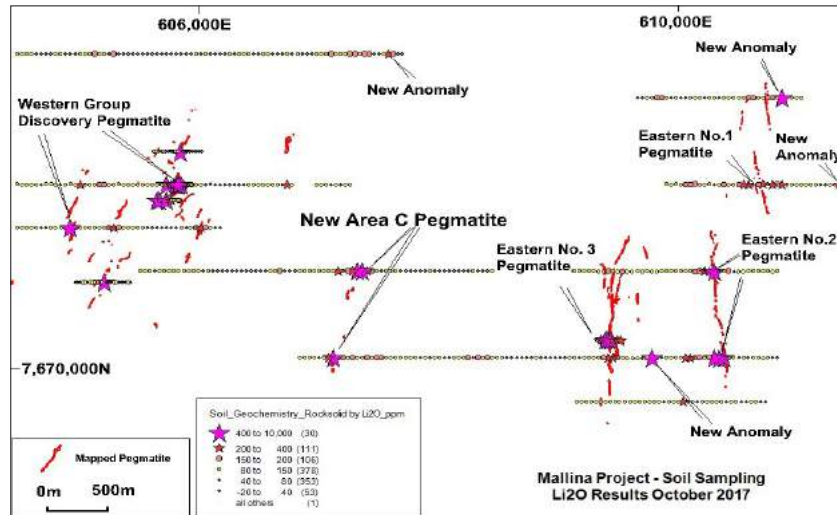 606,000E
610,000E
New Anomaly
New Anomaly
Western Group
Discovery Pegmatite
Eastern No.1
Pegmatite
New
Anomaly
New Area C Pegmatite
Eastern No. 3
Pegmatite
Eastern No.2
Pegmatite
7,670,000N
New Anomaly
Soil_Geochemistry_Rocksolid by Li2O_ppm
400 to 10,000 (30)
200 to 400 (111)
150 to 200 (106)
80 to 150 (378)
40 to 80 (353)
-20 to 40 (53)
all others (1)
Mapped Pegmatite
0m 500m
Mallina Project - Soil Sampling
Li2O Results October 2017